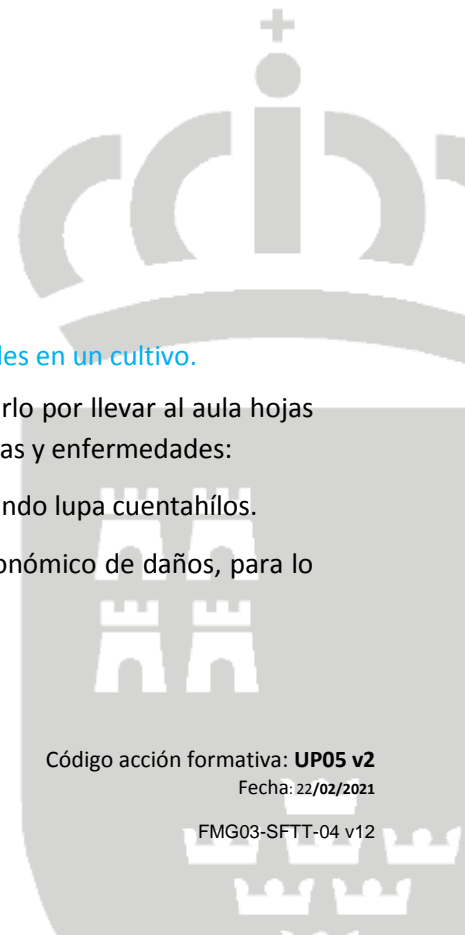 les en un cultivo.
rlo por llevar al aula hojas
as y enfermedades:
ndo lupa cuentahílos.
onómico de daños, para lo
Código acción formativa: UP05 v2
Fecha: 22/02/2021
FMG03-SFTT-04 v12